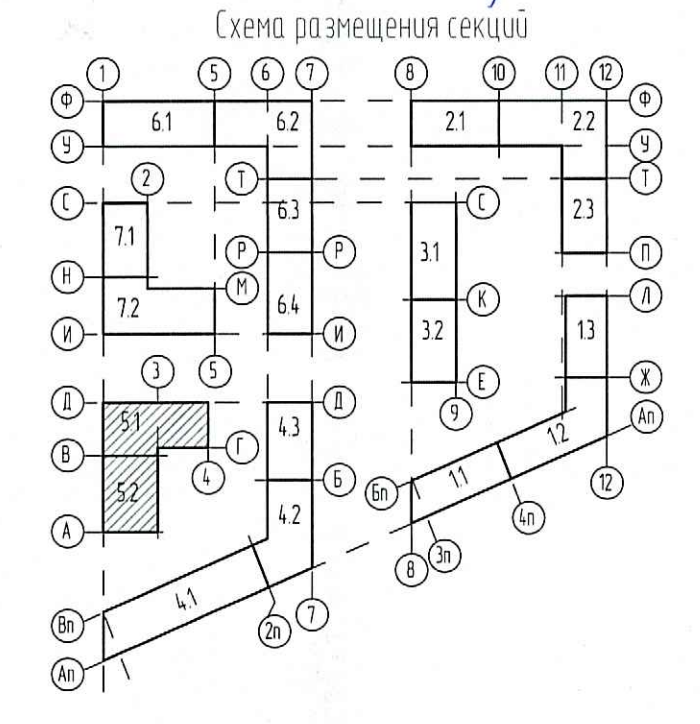 Схема размещения секций
1 5 6 7 8 10 11 12
Ф 6.1 6.2 2.1 2.2 Ф
У У
2 Т Т
С 7.1 6.3 С 2.3
Р Р 3.1 П
Н М
7.2 6.4 К Л
И И 3.2 1.3
3 5
Д 5.1 4.3 Д Е Ж
9
Г 1.2 Ап
В 4 Б 1.1
5.2 4.2 Бп 12
А 4п
3п
8
4.1 7
Вп 2п
Ап